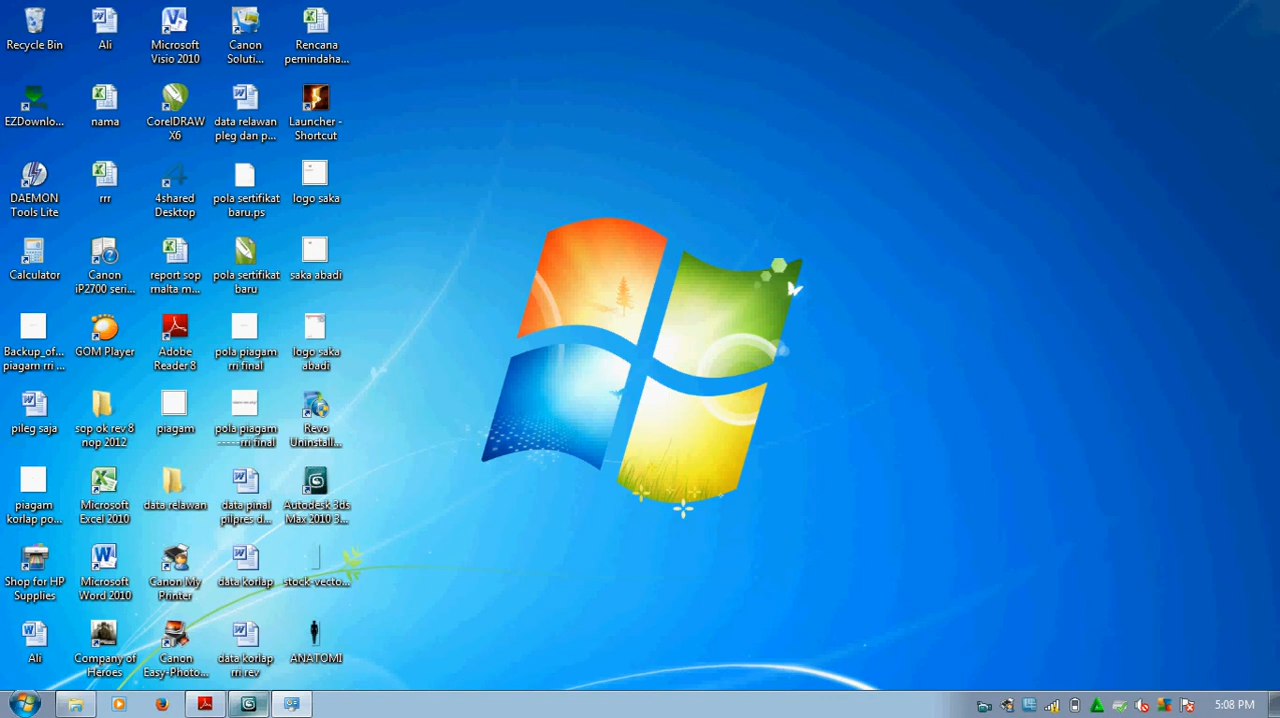 Recycle Bin
Ali
Microsoft
Visio 2010
Canon
Soluti...
Rencana
pemindaha...
EZDownlo...
nama
CorelDRAW
X6
data relawan
pleg dan p...
Launcher -
Shortcut
DAEMON
Tools Lite
rrr
4shared
Desktop
pola sertifikat
baru.ps
logo saka
Calculator
Canon
iP2700 seri...
report sop
malta m...
pola sertifikat
baru
saka abadi
Backup_of...
piagam rri ...
GOM Player
Adobe
Reader 8
pola piagam
rri final
logo saka
abadi
pileg saja
sop ok rev 8
nop 2012
piagam
pola piagam
-----rri final
Revo
Uninstall...
piagam
korlap po...
Microsoft
Excel 2010
data relawan
data pinal
pilpres d...
Autodesk 3ds
Max 2010 3...
Shop for HP
Supplies
Microsoft
Word 2010
Canon My
Printer
data korlap
stock-vecto...
Ali
Company of
Heroes
Canon
Easy-Photo...
data korlap
rri rev
ANATOMI
5:08 PM